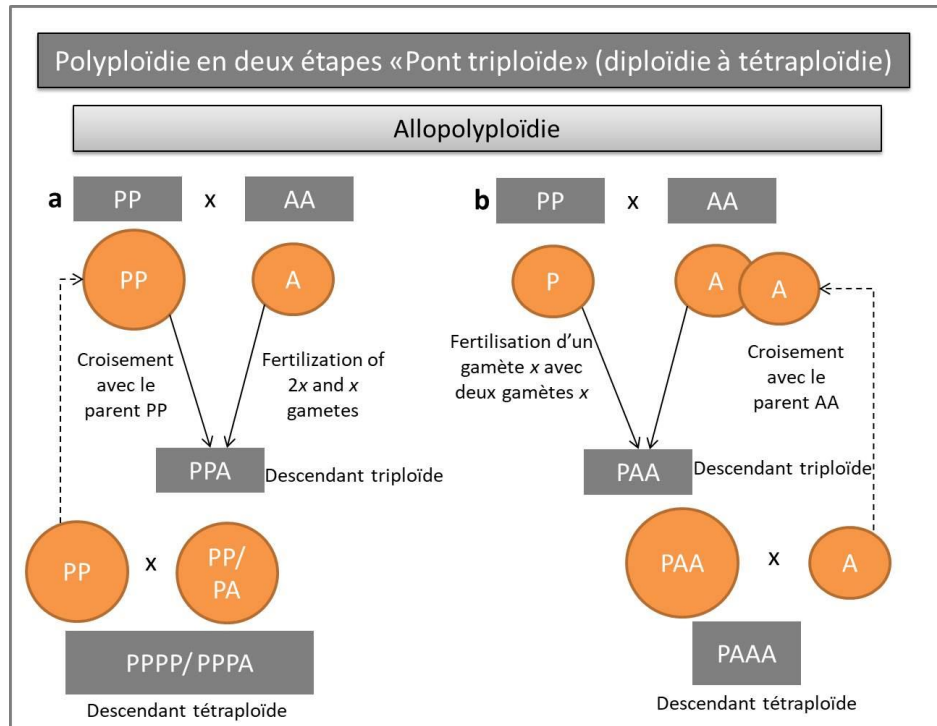 Polyploïdie en deux étapes «Pont triploïde» (diploïdie à tétraploïdie)
Allopolyploïdie
a
PP
x
AA
PP
A
Croisement
avec le
parent PP
Fertilization of
2x and x
gametes
PPA
Descendant triploïde
PP
x
PP/
PA
PPPP/ PPPA
Descendant tétraploïde
b
PP
x
AA
P
A
A
Fertilisation d’un
gamète x avec
deux gamètes x
Croisement
avec le
parent AA
PAA
Descendant triploïde
PAA
x
A
PAAA
Descendant tétraploïde